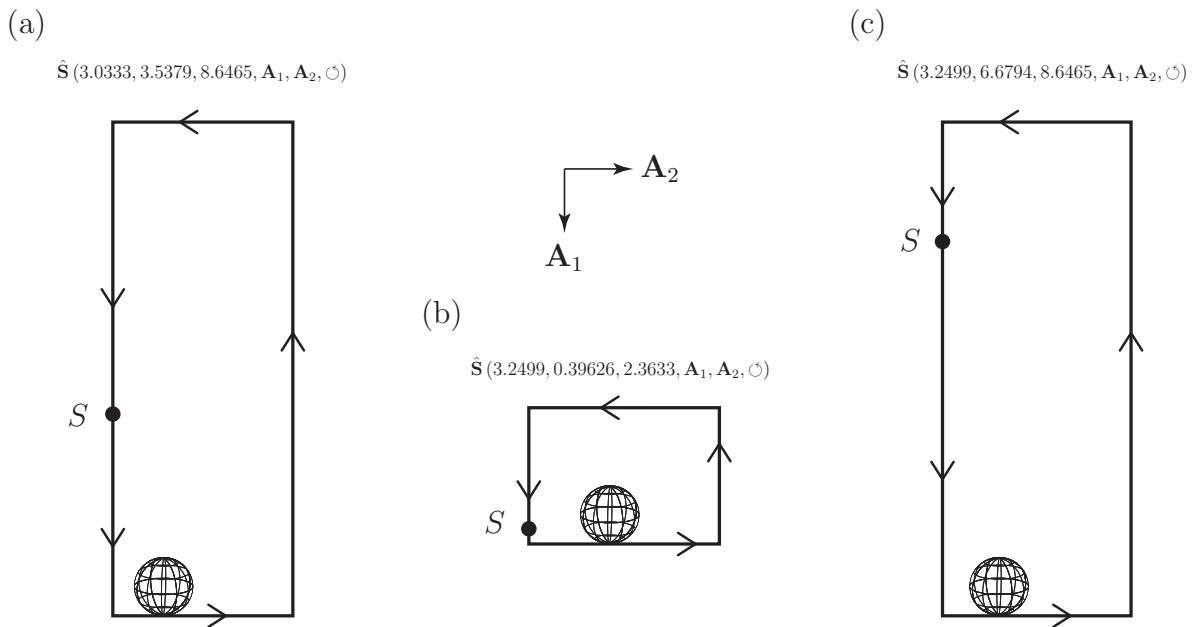 (a)
Ŝ (3.0333, 3.5379, 8.6465, A₁, A₂, ↺)
S
A₂
A₁
(b)
Ŝ (3.2499, 0.39626, 2.3633, A₁, A₂, ↺)
S
(c)
Ŝ (3.2499, 6.6794, 8.6465, A₁, A₂, ↺)
S